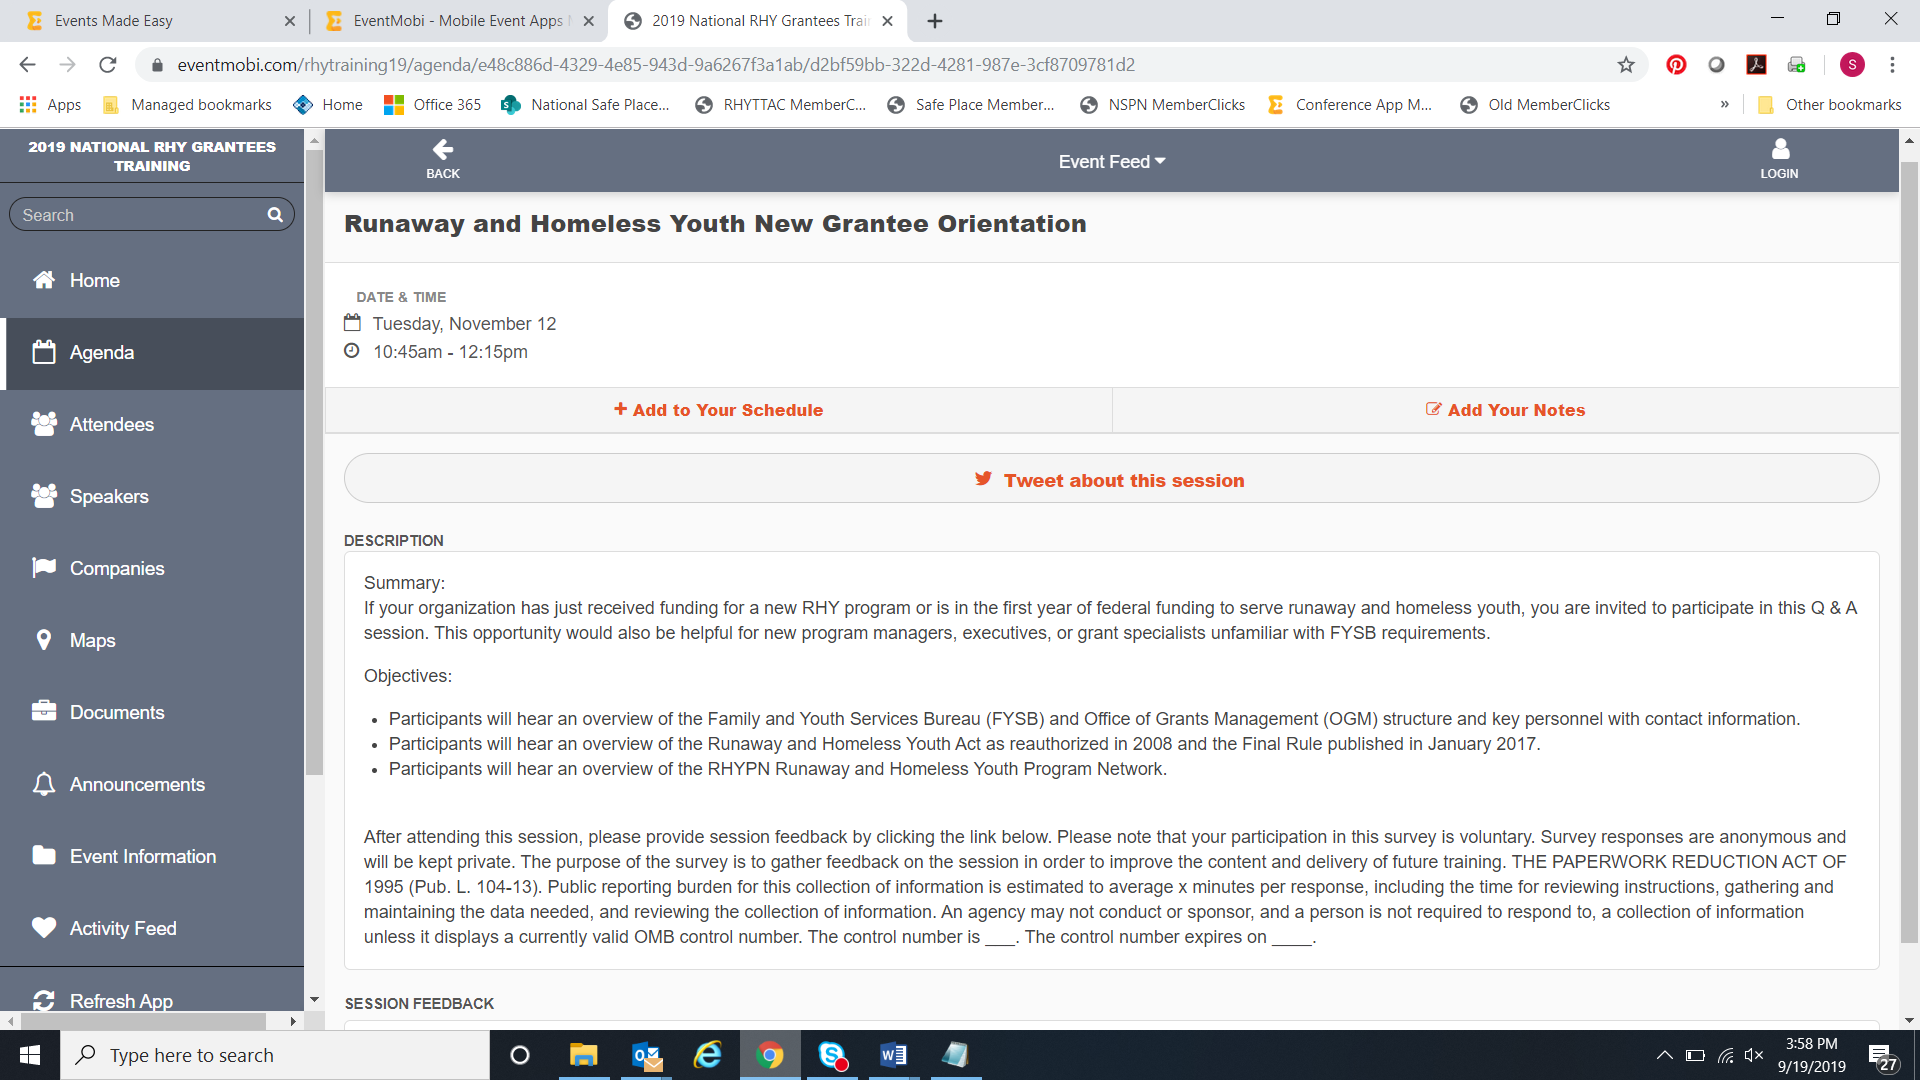 Events Made Easy
EventMobi - Mobile Event Apps
2019 National RHY Grantees Trai
eventmobi.com/rhytraining19/agenda/e48c886d-4329-4e85-943d-9a6267f3a1ab/d2bf59bb-322d-4281-987e-3cf8709781d2
S
Apps
Managed bookmarks
Home
Office 365
National Safe Place...
RHYTTAC MemberC...
Safe Place Member...
NSPN MemberClicks
Conference App M...
Old MemberClicks
»
Other bookmarks
2019 NATIONAL RHY GRANTEES
TRAINING
Search
Home
Agenda
Attendees
Speakers
Companies
Maps
Documents
Announcements
Event Information
Activity Feed
Refresh App
BACK
Event Feed
LOGIN
Runaway and Homeless Youth New Grantee Orientation
DATE & TIME
Tuesday, November 12
10:45am - 12:15pm
+ Add to Your Schedule
Add Your Notes
Tweet about this session
DESCRIPTION
Summary:
If your organization has just received funding for a new RHY program or is in the first year of federal funding to serve runaway and homeless youth, you are invited to participate in this Q & A
session. This opportunity would also be helpful for new program managers, executives, or grant specialists unfamiliar with FYSB requirements.
Objectives:
• Participants will hear an overview of the Family and Youth Services Bureau (FYSB) and Office of Grants Management (OGM) structure and key personnel with contact information.
• Participants will hear an overview of the Runaway and Homeless Youth Act as reauthorized in 2008 and the Final Rule published in January 2017.
• Participants will hear an overview of the RHYPN Runaway and Homeless Youth Program Network.
After attending this session, please provide session feedback by clicking the link below. Please note that your participation in this survey is voluntary. Survey responses are anonymous and
will be kept private. The purpose of the survey is to gather feedback on the session in order to improve the content and delivery of future training. THE PAPERWORK REDUCTION ACT OF
1995 (Pub. L. 104-13). Public reporting burden for this collection of information is estimated to average x minutes per response, including the time for reviewing instructions, gathering and
maintaining the data needed, and reviewing the collection of information. An agency may not conduct or sponsor, and a person is not required to respond to, a collection of information
unless it displays a currently valid OMB control number. The control number is ___. The control number expires on ____.
SESSION FEEDBACK
Type here to search
3:58 PM
9/19/2019
27